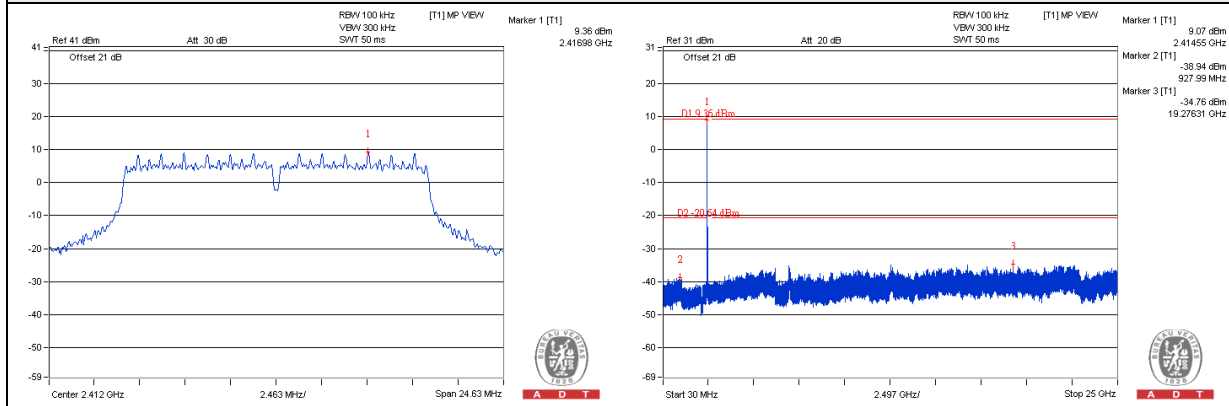 RBW 100 kHz [T1] MP VIEW
VBW 300 kHz
Ref 41 dBm Att 30 dB SWT 50 ms
Marker 1 [T1]
9.36 dBm
2.41698 GHz
Offset 21 dB
41
30
20
10
0
-10
-20
-30
-40
-50
-59
1
Center 2.412 GHz 2.463 MHz/ Span 24.63 MHz
BUREAU VERITAS
1828
A D T
RBW 100 kHz [T1] MP VIEW
VBW 300 kHz
Ref 31 dBm Att 20 dB SWT 50 ms
Marker 1 [T1]
9.07 dBm
2.41455 GHz
Marker 2 [T1]
-38.94 dBm
927.99 MHz
Marker 3 [T1]
-34.76 dBm
19.27631 GHz
Offset 21 dB
31
20
10
0
-10
-20
-30
-40
-50
-60
-69
1
D1 9.36 dBm
D2 -20.64 dBm
2
3
Start 30 MHz 2.497 GHz/ Stop 25 GHz
BUREAU VERITAS
1828
A D T